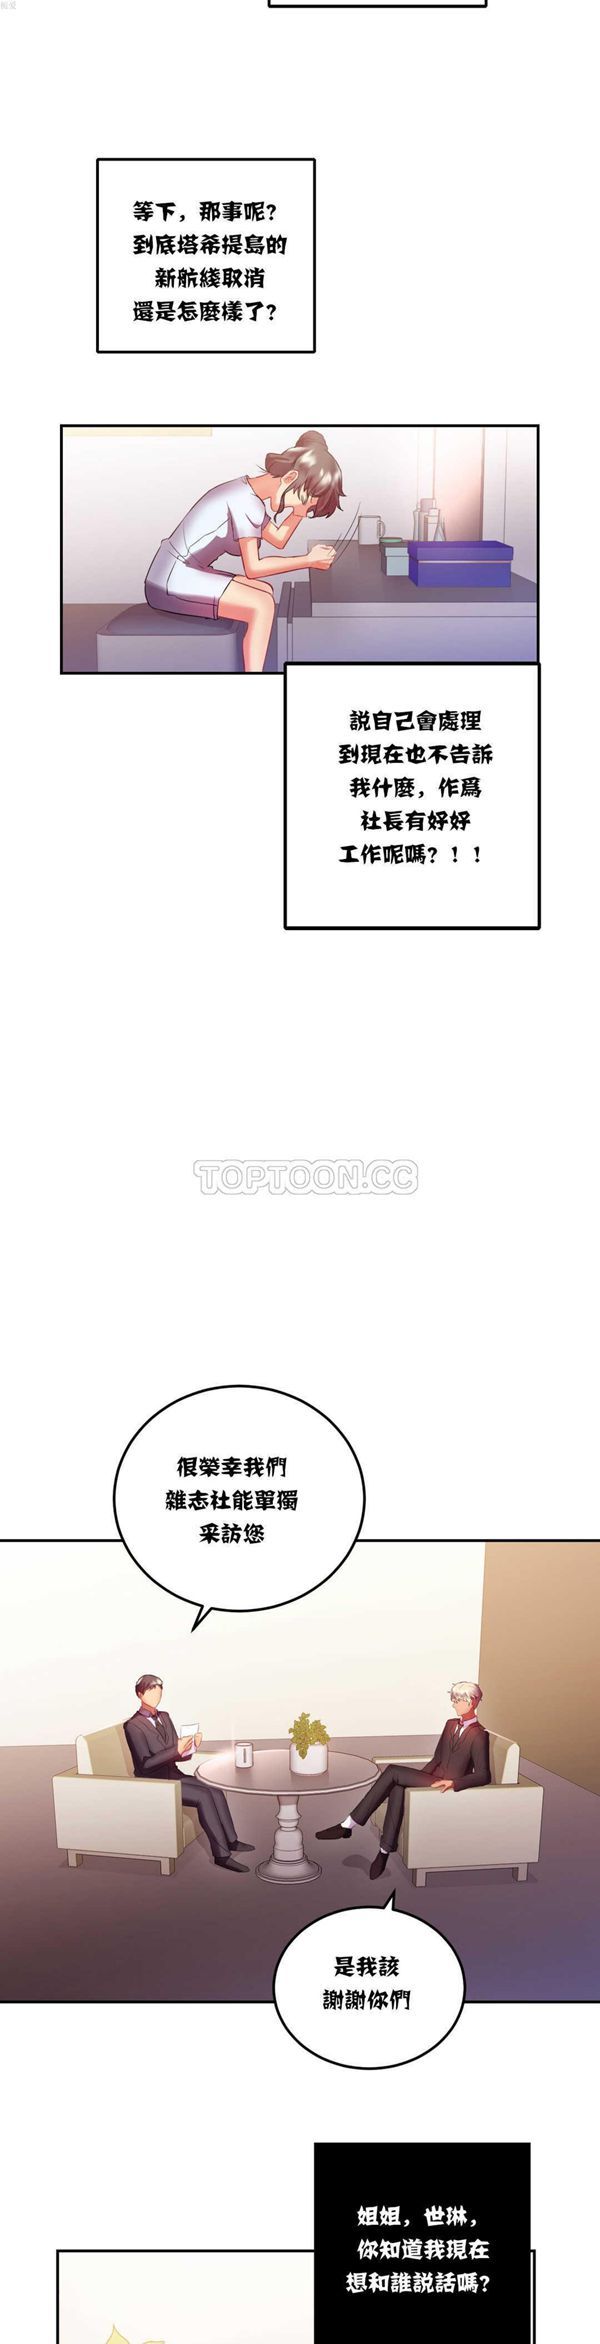 等下，那事呢？
到底塔希提島的
新航綫取消
還是怎麼樣了？
説自己會處理
到現在也不告訴
我什麼，作爲
社長有好好
工作呢嗎？！！
TOPTOON.CC
很榮幸我們
雜志社能單獨
采訪您
是我該
謝謝你們
姐姐，世琳，
你知道我現在
想和誰説話嗎？